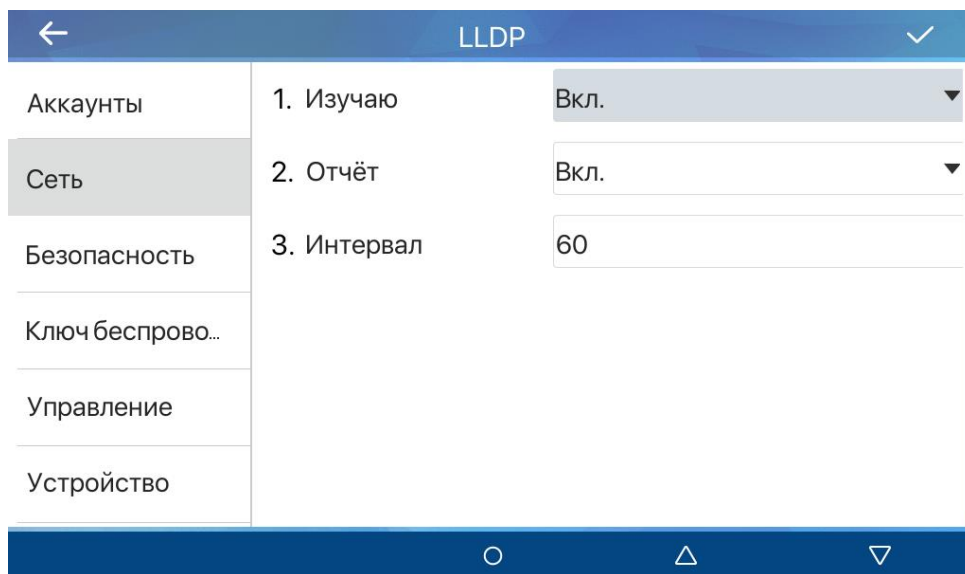 LLDP
Аккаунты
Сеть
Безопасность
Ключ беспрово...
Управление
Устройство
1. Изучаю Вкл.
2. Отчёт Вкл.
3. Интервал 60